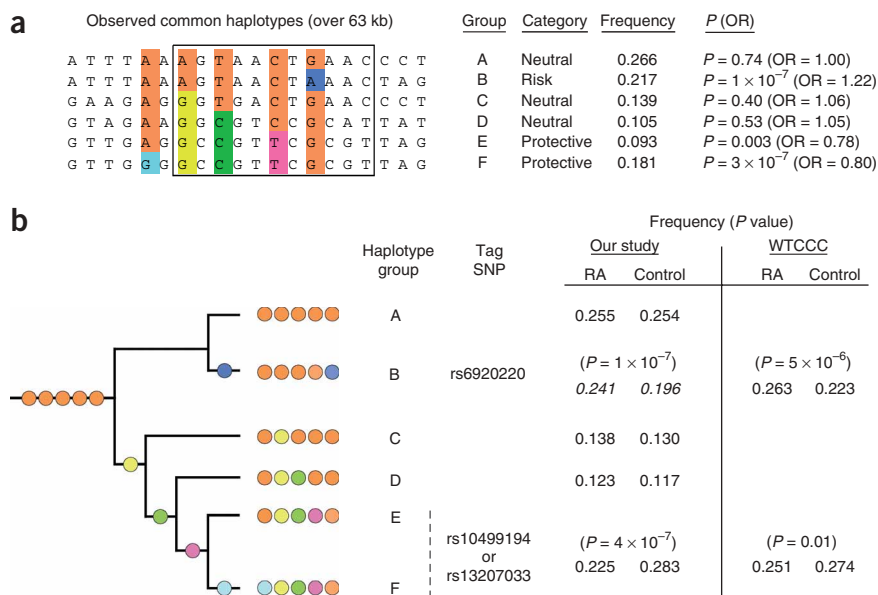 a
Observed common haplotypes (over 63 kb)
A T T T A A A G T A A C T G A A C C C T
A T T T A A A G T A A C T A A A C T A G
G A A G A G G G T G A C T G A A C C C T
G T A G A A G G C G T C C G C A T T A T
G T T G A G G C C G T T C G C G T T A G
G T T G G G G C C G T T C G C G T T A G
Group Category Frequency P (OR)
A Neutral 0.266 P = 0.74 (OR = 1.00)
B Risk 0.217 P = 1 × 10⁻⁷ (OR = 1.22)
C Neutral 0.139 P = 0.40 (OR = 1.06)
D Neutral 0.105 P = 0.53 (OR = 1.05)
E Protective 0.093 P = 0.003 (OR = 0.78)
F Protective 0.181 P = 3 × 10⁻⁷ (OR = 0.80)
b
Frequency (P value)
Haplotype group
Tag SNP
Our study
WTCCC
RA Control RA Control
A 0.255 0.254
(P = 1 × 10⁻⁷) (P = 5 × 10⁻⁶)
B rs6920220 0.241 0.196 0.263 0.223
C 0.138 0.130
D 0.123 0.117
E
rs10499194 or rs13207033
(P = 4 × 10⁻⁷) (P = 0.01)
0.225 0.283 0.251 0.274
F